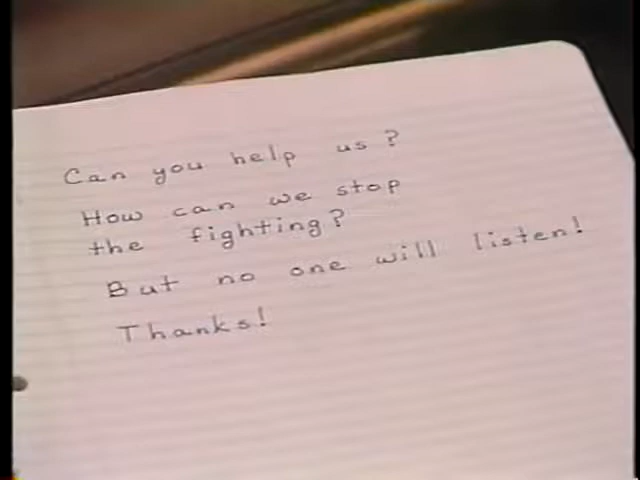 Can you help us?
How can we stop
the fighting?
But no one will listen!
Thanks!